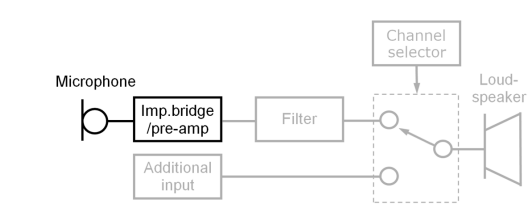 Channel
selector
Microphone
Loud-
speaker
Imp.bridge
/pre-amp
Filter
Additional
input